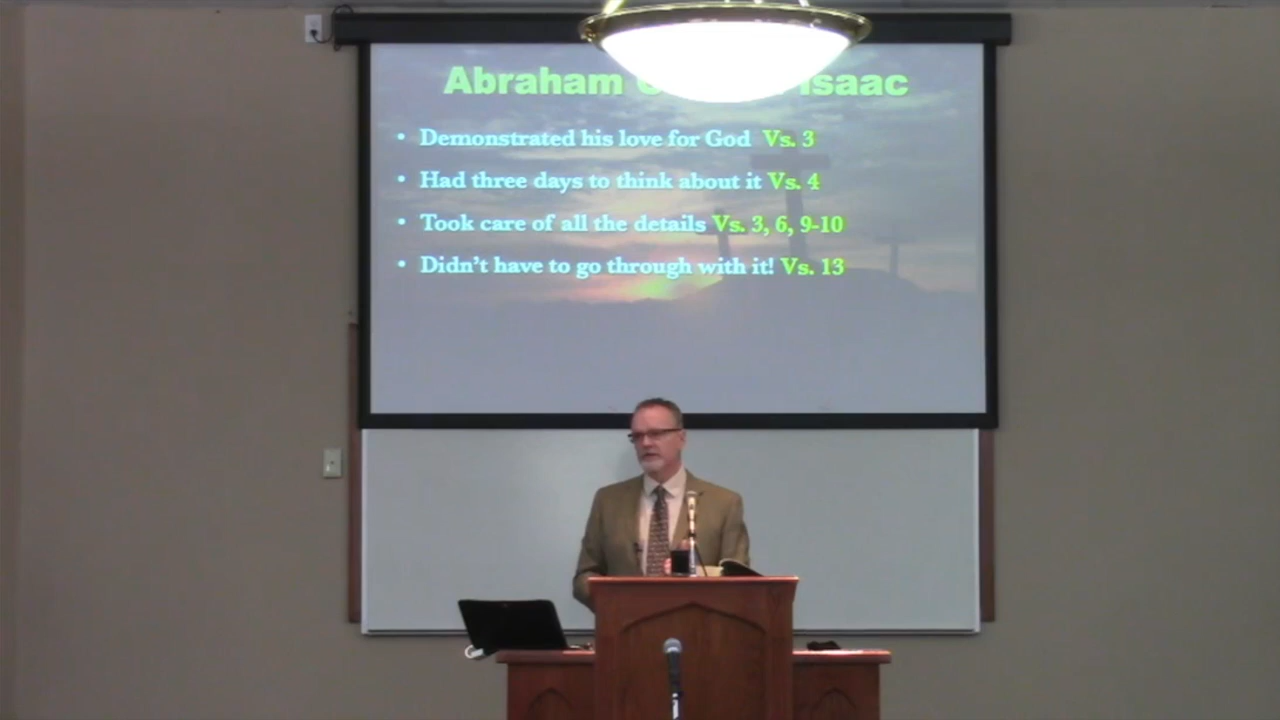 Abraham Isaac
• Demonstrated his love for God Vs. 3
• Had three days to think about it Vs. 4
• Took care of all the details Vs. 3, 6, 9-10
• Didn't have to go through with it! Vs. 13